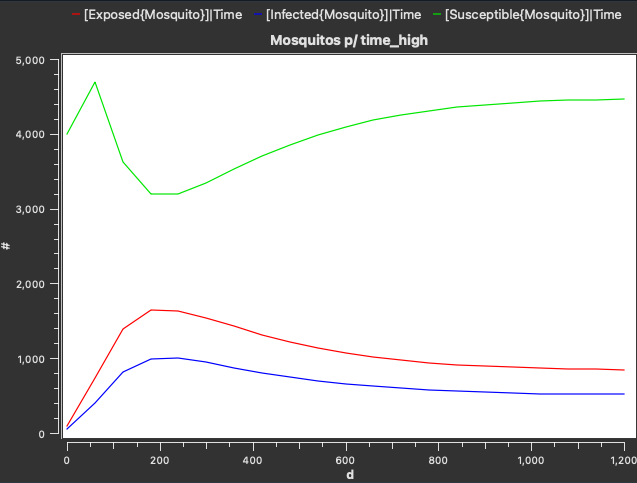 [Exposed{Mosquito}]|Time [Infected{Mosquito}]|Time [Susceptible{Mosquito}]|Time
Mosquitos p/ time_high
5,000
4,000
3,000
#
2,000
1,000
0
0 200 400 600 800 1,000 1,200
d